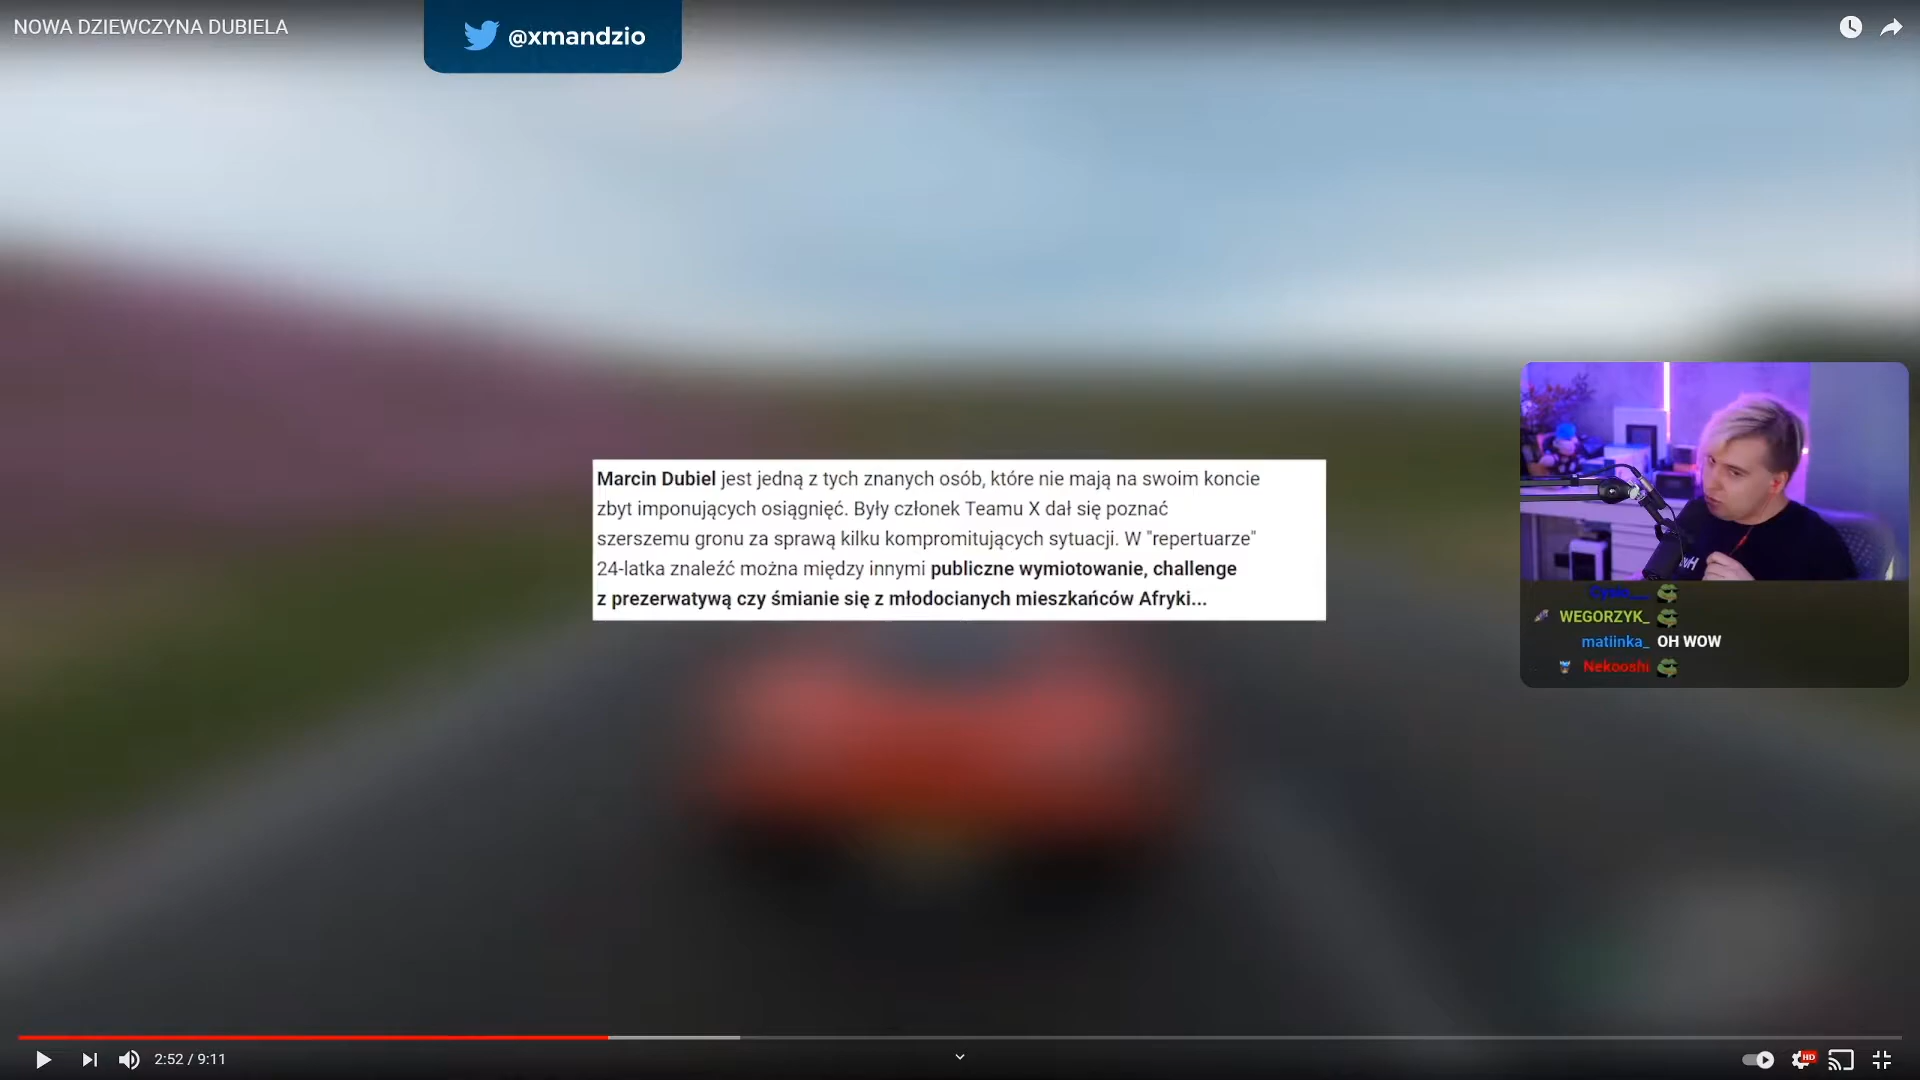 NOWA DZIEWCZYNA DUBIELA
@xmandzio
Marcin Dubiel jest jedną z tych znanych osób, które nie mają na swoim koncie
zbyt imponujących osiągnięć. Były członek Teamu X dał się poznać
szerszemu gronu za sprawą kilku kompromitujących sytuacji. W "repertuarze"
24-latka znaleźć można między innymi publiczne wymiotowanie, challenge
z prezerwatywą czy śmianie się z młodocianych mieszkańców Afryki...
WEGORZYK_
matiinka_ OH WOW
Nekooshi
2:52 / 9:11
HD